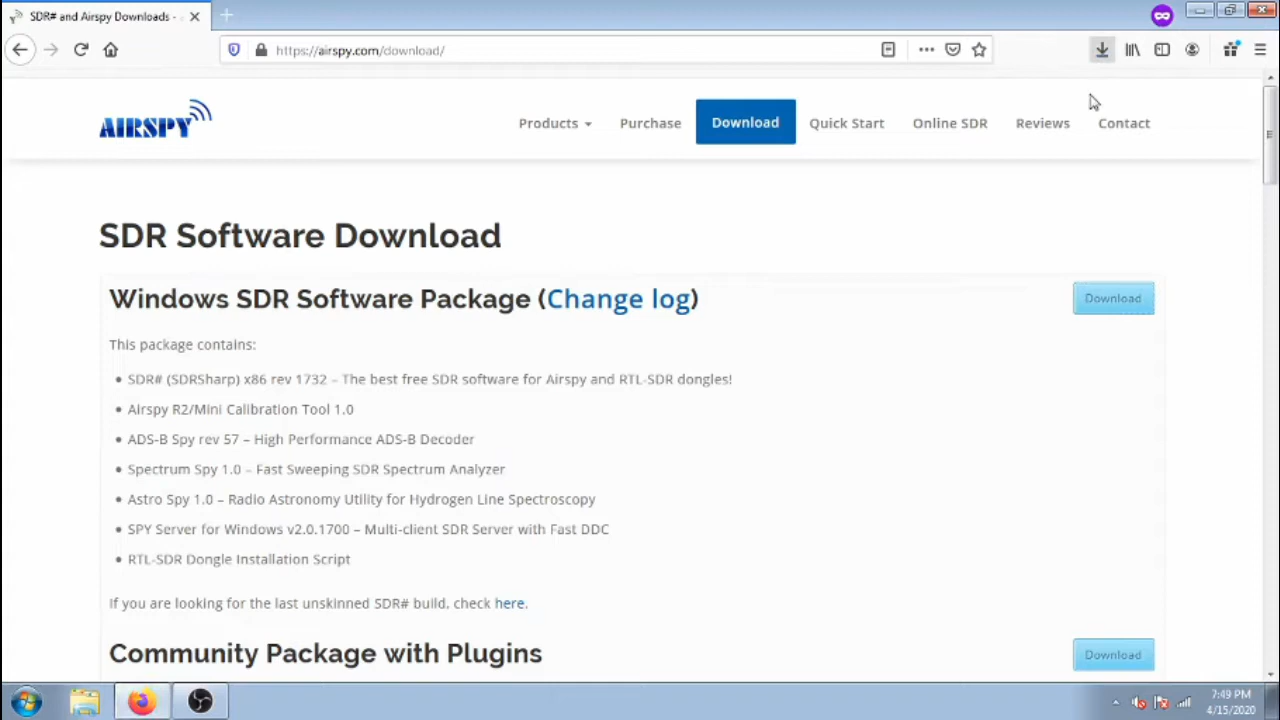 SDR# and Airspy Downloads -
https://airspy.com/download/
AIRSPY
Products
Purchase
Download
Quick Start
Online SDR
Reviews
Contact
SDR Software Download
Windows SDR Software Package (Change log)
Download
This package contains:
SDR# (SDRSharp) x86 rev 1732 – The best free SDR software for Airspy and RTL-SDR dongles!
Airspy R2/Mini Calibration Tool 1.0
ADS-B Spy rev 57 – High Performance ADS-B Decoder
Spectrum Spy 1.0 – Fast Sweeping SDR Spectrum Analyzer
Astro Spy 1.0 – Radio Astronomy Utility for Hydrogen Line Spectroscopy
SPY Server for Windows v2.0.1700 – Multi-client SDR Server with Fast DDC
RTL-SDR Dongle Installation Script
If you are looking for the last unskinned SDR# build, check here.
Community Package with Plugins
Download
7:49 PM
4/15/2020